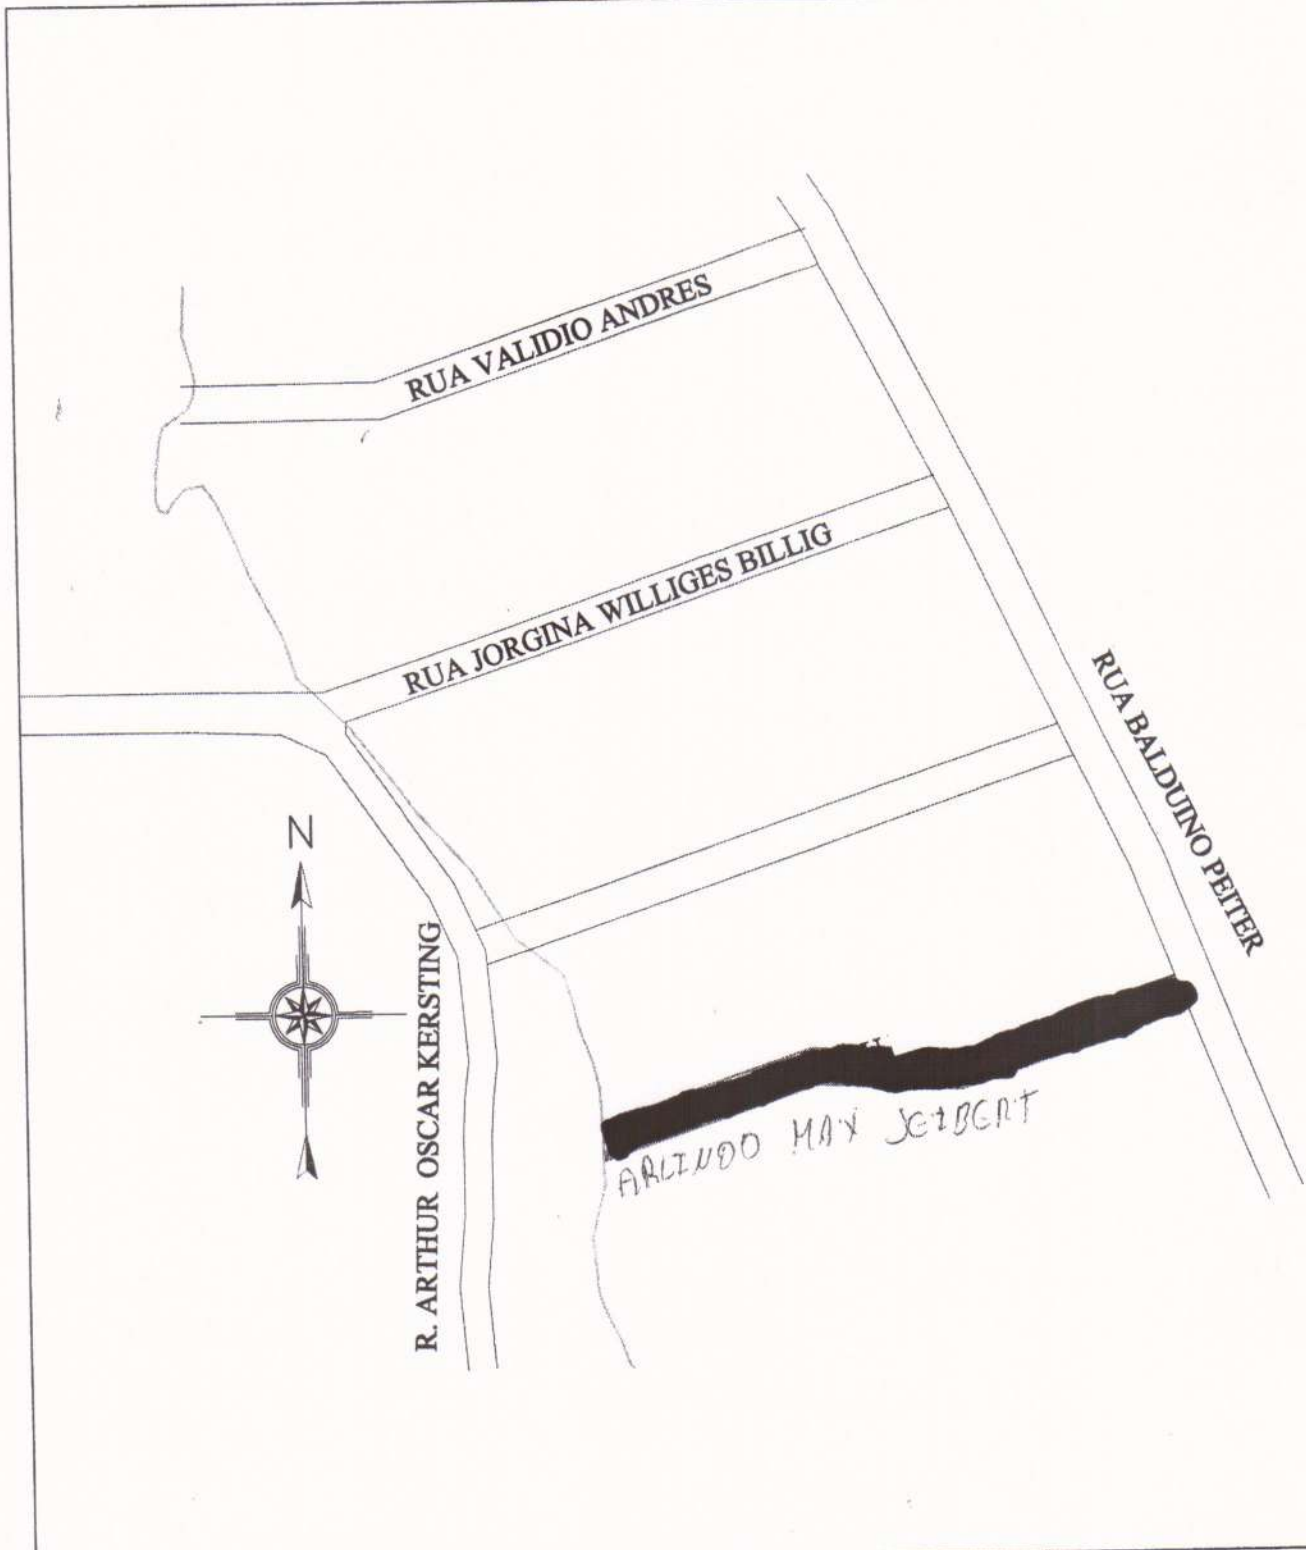 RUA VALIDIO ANDRES
RUA JORGINA WILLIGES BILLIG
RUA BALDUINO PEITER
N
R. ARTHUR OSCAR KERSTING
ARLINDO MAX